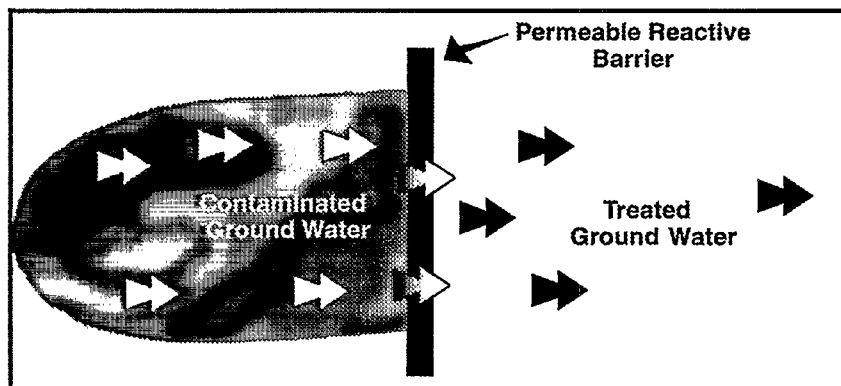 Permeable Reactive
Barrier
Contaminated
Ground Water
Treated
Ground Water